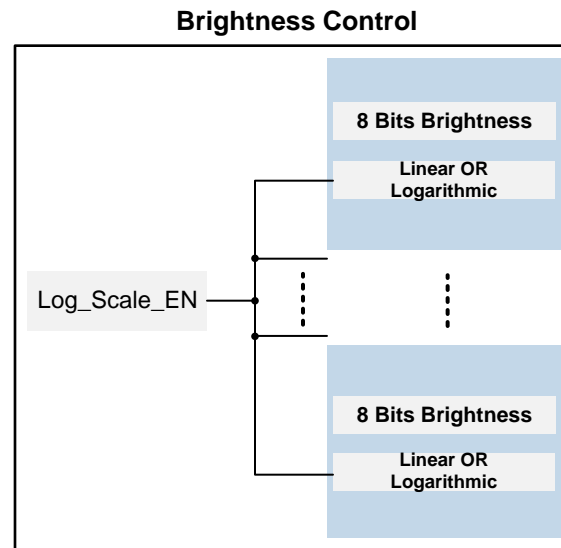 Brightness Control
8 Bits Brightness
Linear OR
Logarithmic
Log_Scale_EN
8 Bits Brightness
Linear OR
Logarithmic